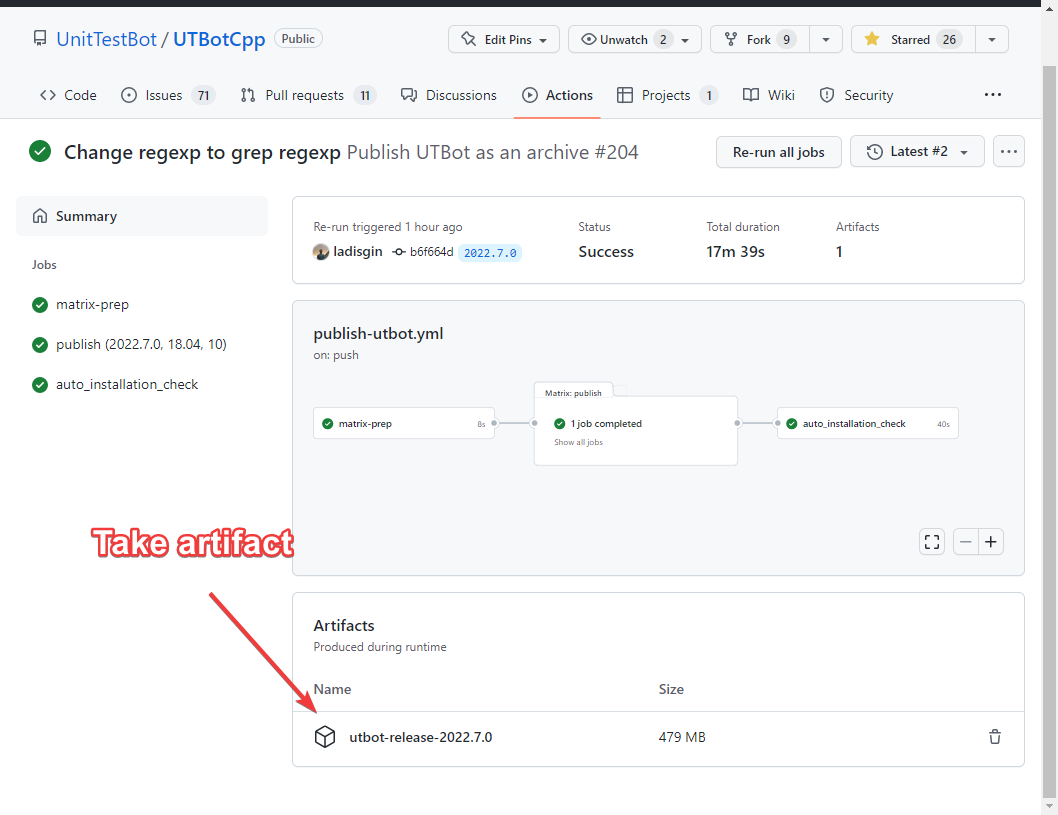 UnitTestBot / UTBotCpp Public
Edit Pins Unwatch 2 Fork 9 Starred 26
Code Issues 71 Pull requests 11 Discussions Actions Projects 1 Wiki Security
Change regexp to grep regexp Publish UTBot as an archive #204
Re-run all jobs Latest #2
Summary
Jobs
matrix-prep
publish (2022.7.0, 18.04, 10)
auto_installation_check
Re-run triggered 1 hour ago Status Total duration Artifacts
ladisgin b6f664d 2022.7.0 Success 17m 39s 1
publish-utbot.yml
on: push
Matrix: publish
matrix-prep 8s 1 job completed auto_installation_check 40s
Show all jobs
Take artifact
Artifacts
Produced during runtime
Name Size
utbot-release-2022.7.0 479 MB